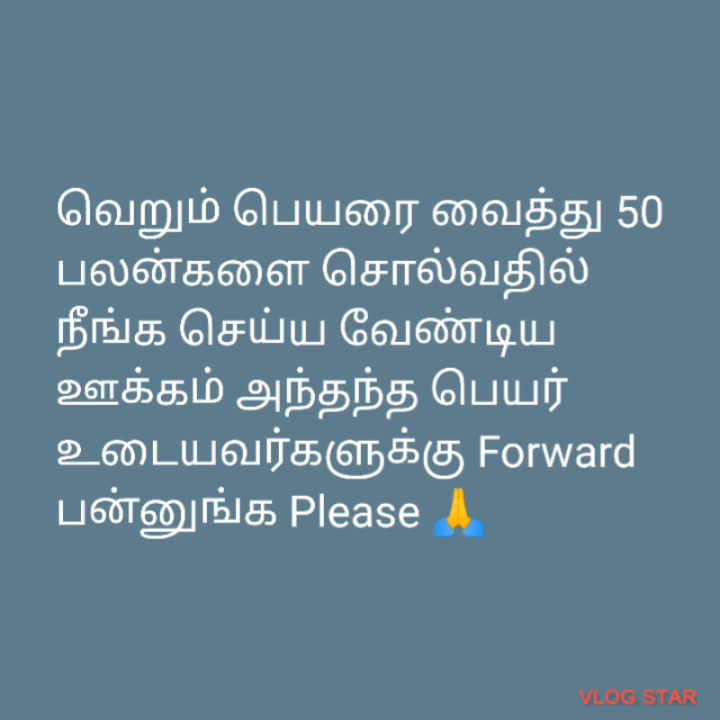 வெறும் பெயரை வைத்து 50
பலன்களை சொல்வதில்
நீங்க செய்ய வேண்டிய
ஊக்கம் அந்தந்த பெயர்
உடையவர்களுக்கு Forward
பன்னுங்க Please 🙏
VLOG STAR